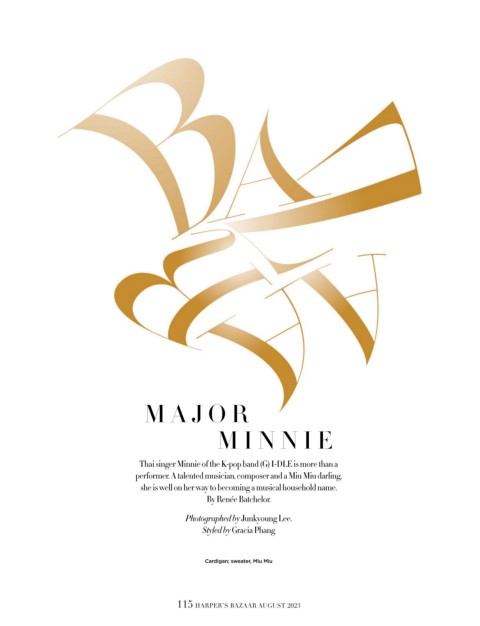 BAZAAR
MAJOR
MINNIE
Thai singer Minnie of the K-pop band (G) I-DLE is more than a
performer. A talented musician, composer and a Miu Miu darling,
she is well on her way to becoming a musical household name.
By Renée Batchelor.
Photographed by Junkyoung Lee.
Styled by Gracia Phang
Cardigan; sweater, Miu Miu
115 HARPER'S BAZAAR AUGUST 2023